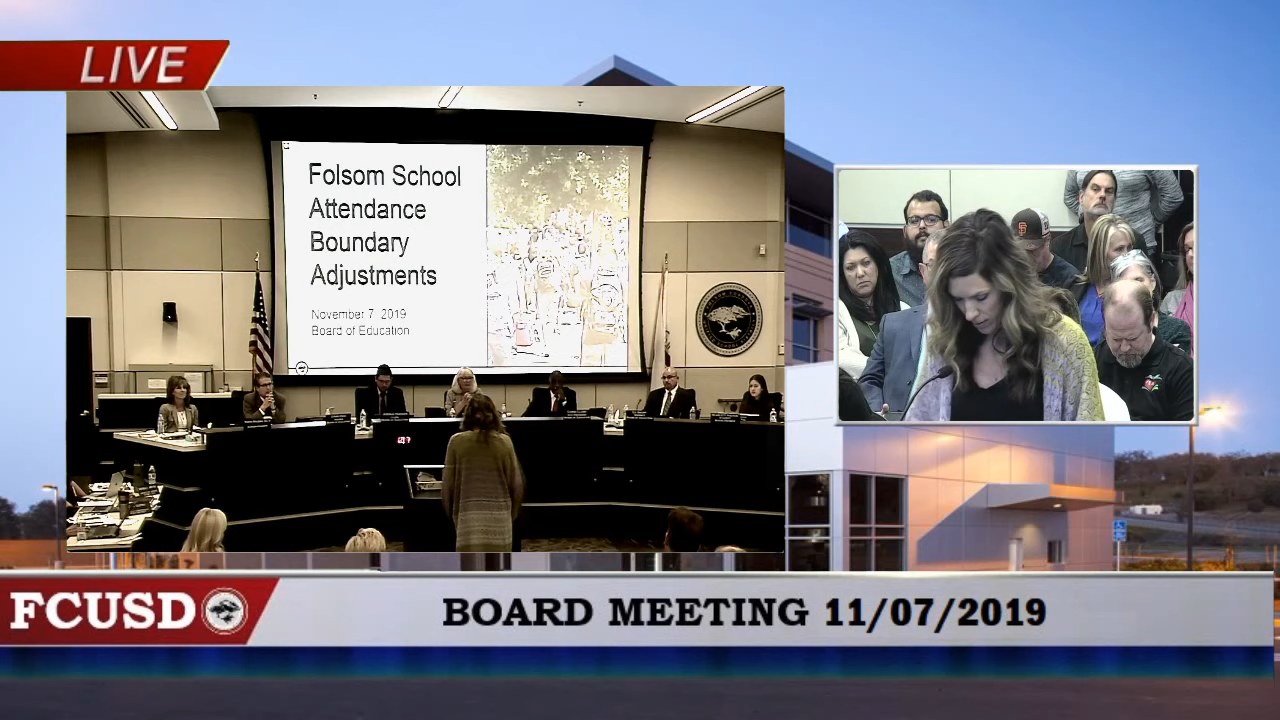 LIVE
Folsom School
Attendance
Boundary
Adjustments
November 7, 2019
Board of Education
FCUSD
BOARD MEETING 11/07/2019